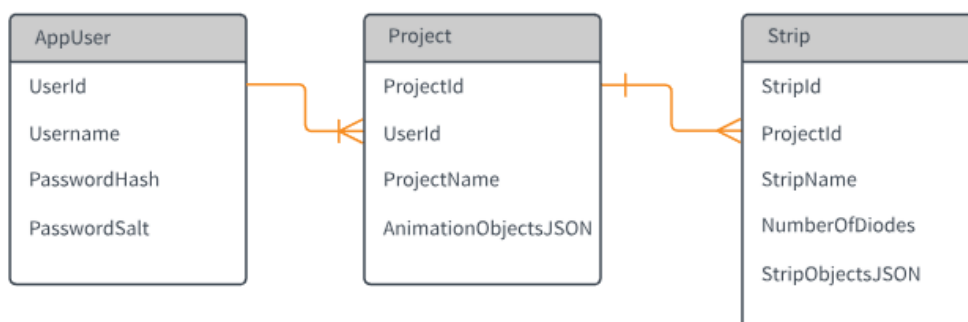 AppUser
UserId
Username
PasswordHash
PasswordSalt
Project
ProjectId
UserId
ProjectName
AnimationObjectsJSON
Strip
StripId
ProjectId
StripName
NumberOfDiodes
StripObjectsJSON